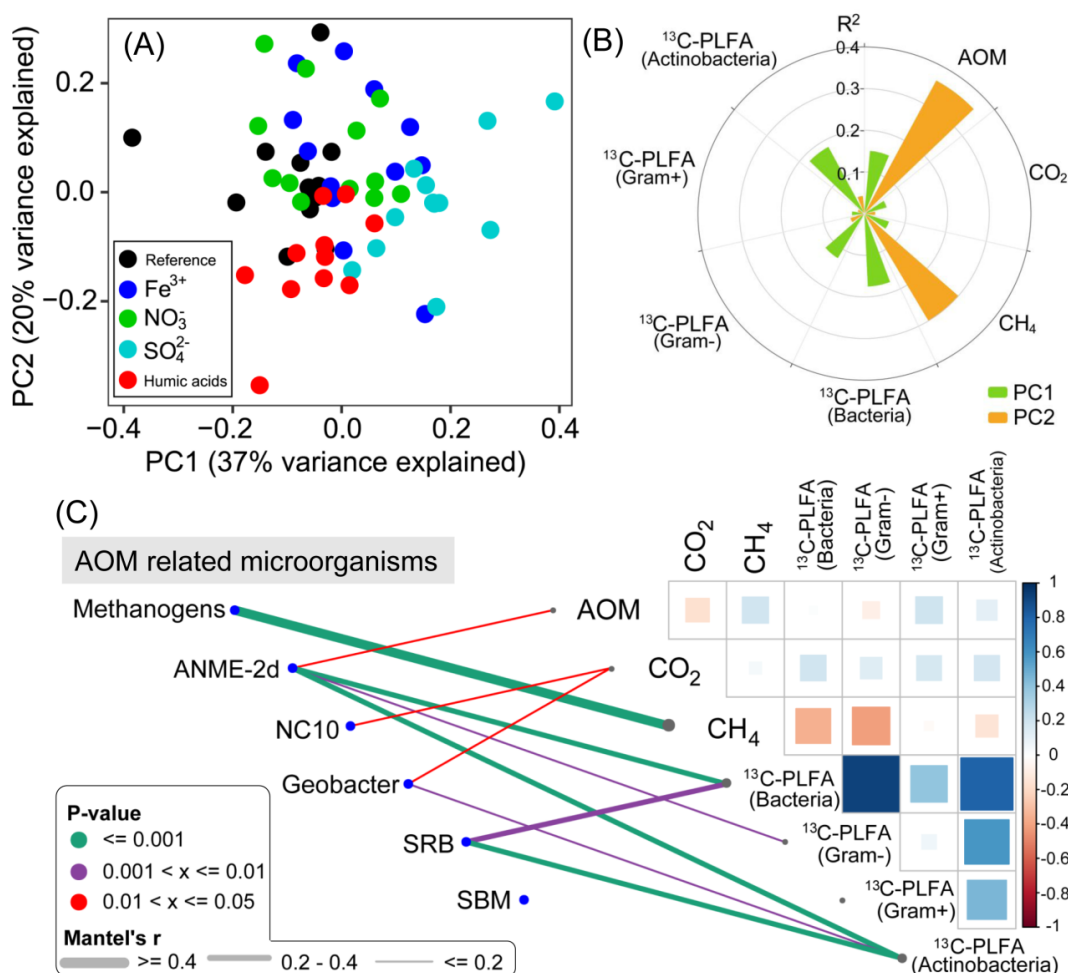 (A)
PC2 (20% variance explained)
0.2
0.0
−0.2
Reference
Fe³⁺
NO₃⁻
SO₄²⁻
Humic acids
−0.4
−0.2
0.0
0.2
0.4
PC1 (37% variance explained)
(B)
R²
0.4
0.3
0.2
0.1
AOM
CO₂
CH₄
¹³C-PLFA
(Bacteria)
¹³C-PLFA
(Gram-)
¹³C-PLFA
(Gram+)
¹³C-PLFA
(Actinobacteria)
PC1
PC2
(C)
AOM related microorganisms
Methanogens
ANME-2d
NC10
Geobacter
SRB
SBM
P-value
<= 0.001
0.001 < x <= 0.01
0.01 < x <= 0.05
Mantel's r
>= 0.4
0.2 - 0.4
<= 0.2
CO₂
CH₄
¹³C-PLFA
(Bacteria)
¹³C-PLFA
(Gram-)
¹³C-PLFA
(Gram+)
¹³C-PLFA
(Actinobacteria)
AOM
CO₂
CH₄
¹³C-PLFA
(Bacteria)
¹³C-PLFA
(Gram-)
¹³C-PLFA
(Gram+)
¹³C-PLFA
(Actinobacteria)
1
0.8
0.6
0.4
0.2
0
-0.2
-0.4
-0.6
-0.8
-1